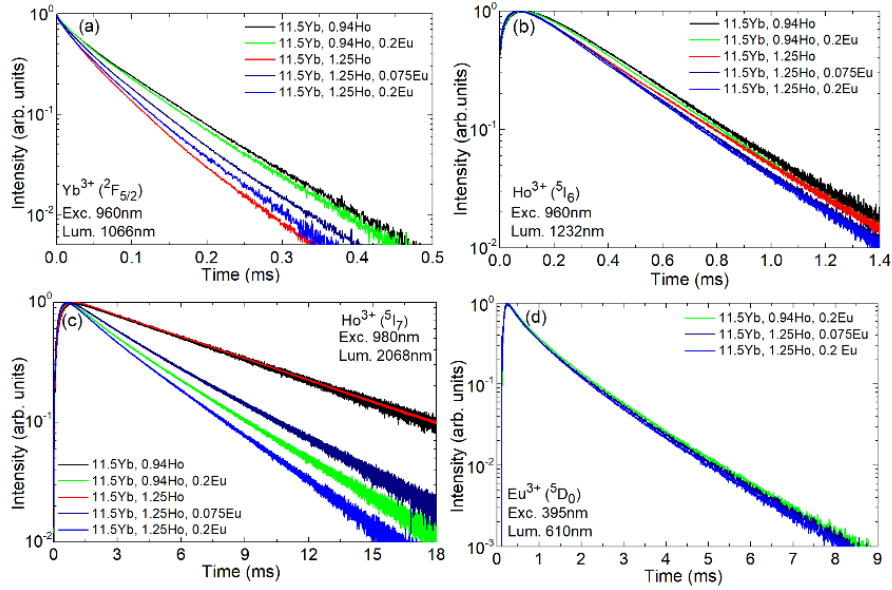 (a)
11.5Yb, 0.94Ho
11.5Yb, 0.94Ho, 0.2Eu
11.5Yb, 1.25Ho
11.5Yb, 1.25Ho, 0.075Eu
11.5Yb, 1.25Ho, 0.2Eu
Yb³⁺ (²F₅/₂)
Exc. 960nm
Lum. 1066nm
Intensity (arb. units)
10⁰
10⁻¹
10⁻²
0.0 0.1 0.2 0.3 0.4 0.5
Time (ms)
(b)
11.5Yb, 0.94Ho
11.5Yb, 0.94Ho, 0.2Eu
11.5Yb, 1.25Ho
11.5Yb, 1.25Ho, 0.075Eu
11.5Yb, 1.25Ho, 0.2Eu
Ho³⁺ (⁵I₆)
Exc. 960nm
Lum. 1232nm
Intensity (arb.units)
10⁰
10⁻¹
10⁻²
0.0 0.2 0.4 0.6 0.8 1.0 1.2 1.4
Time (ms)
(c)
Ho³⁺ (⁵I₇)
Exc. 980nm
Lum. 2068nm
11.5Yb, 0.94Ho
11.5Yb, 0.94Ho, 0.2Eu
11.5Yb, 1.25Ho
11.5Yb, 1.25Ho, 0.075Eu
11.5Yb, 1.25Ho, 0.2Eu
Intensity (arb. units)
10⁰
10⁻¹
10⁻²
0 3 6 9 12 15 18
Time (ms)
(d)
11.5Yb, 0.94Ho, 0.2Eu
11.5Yb, 1.25Ho, 0.075Eu
11.5Yb, 1.25Ho, 0.2 Eu
Eu³⁺ (⁵D₀)
Exc. 395nm
Lum. 610nm
Intensity (arb. units)
10⁰
10⁻¹
10⁻²
10⁻³
0 1 2 3 4 5 6 7 8 9
Time (ms)